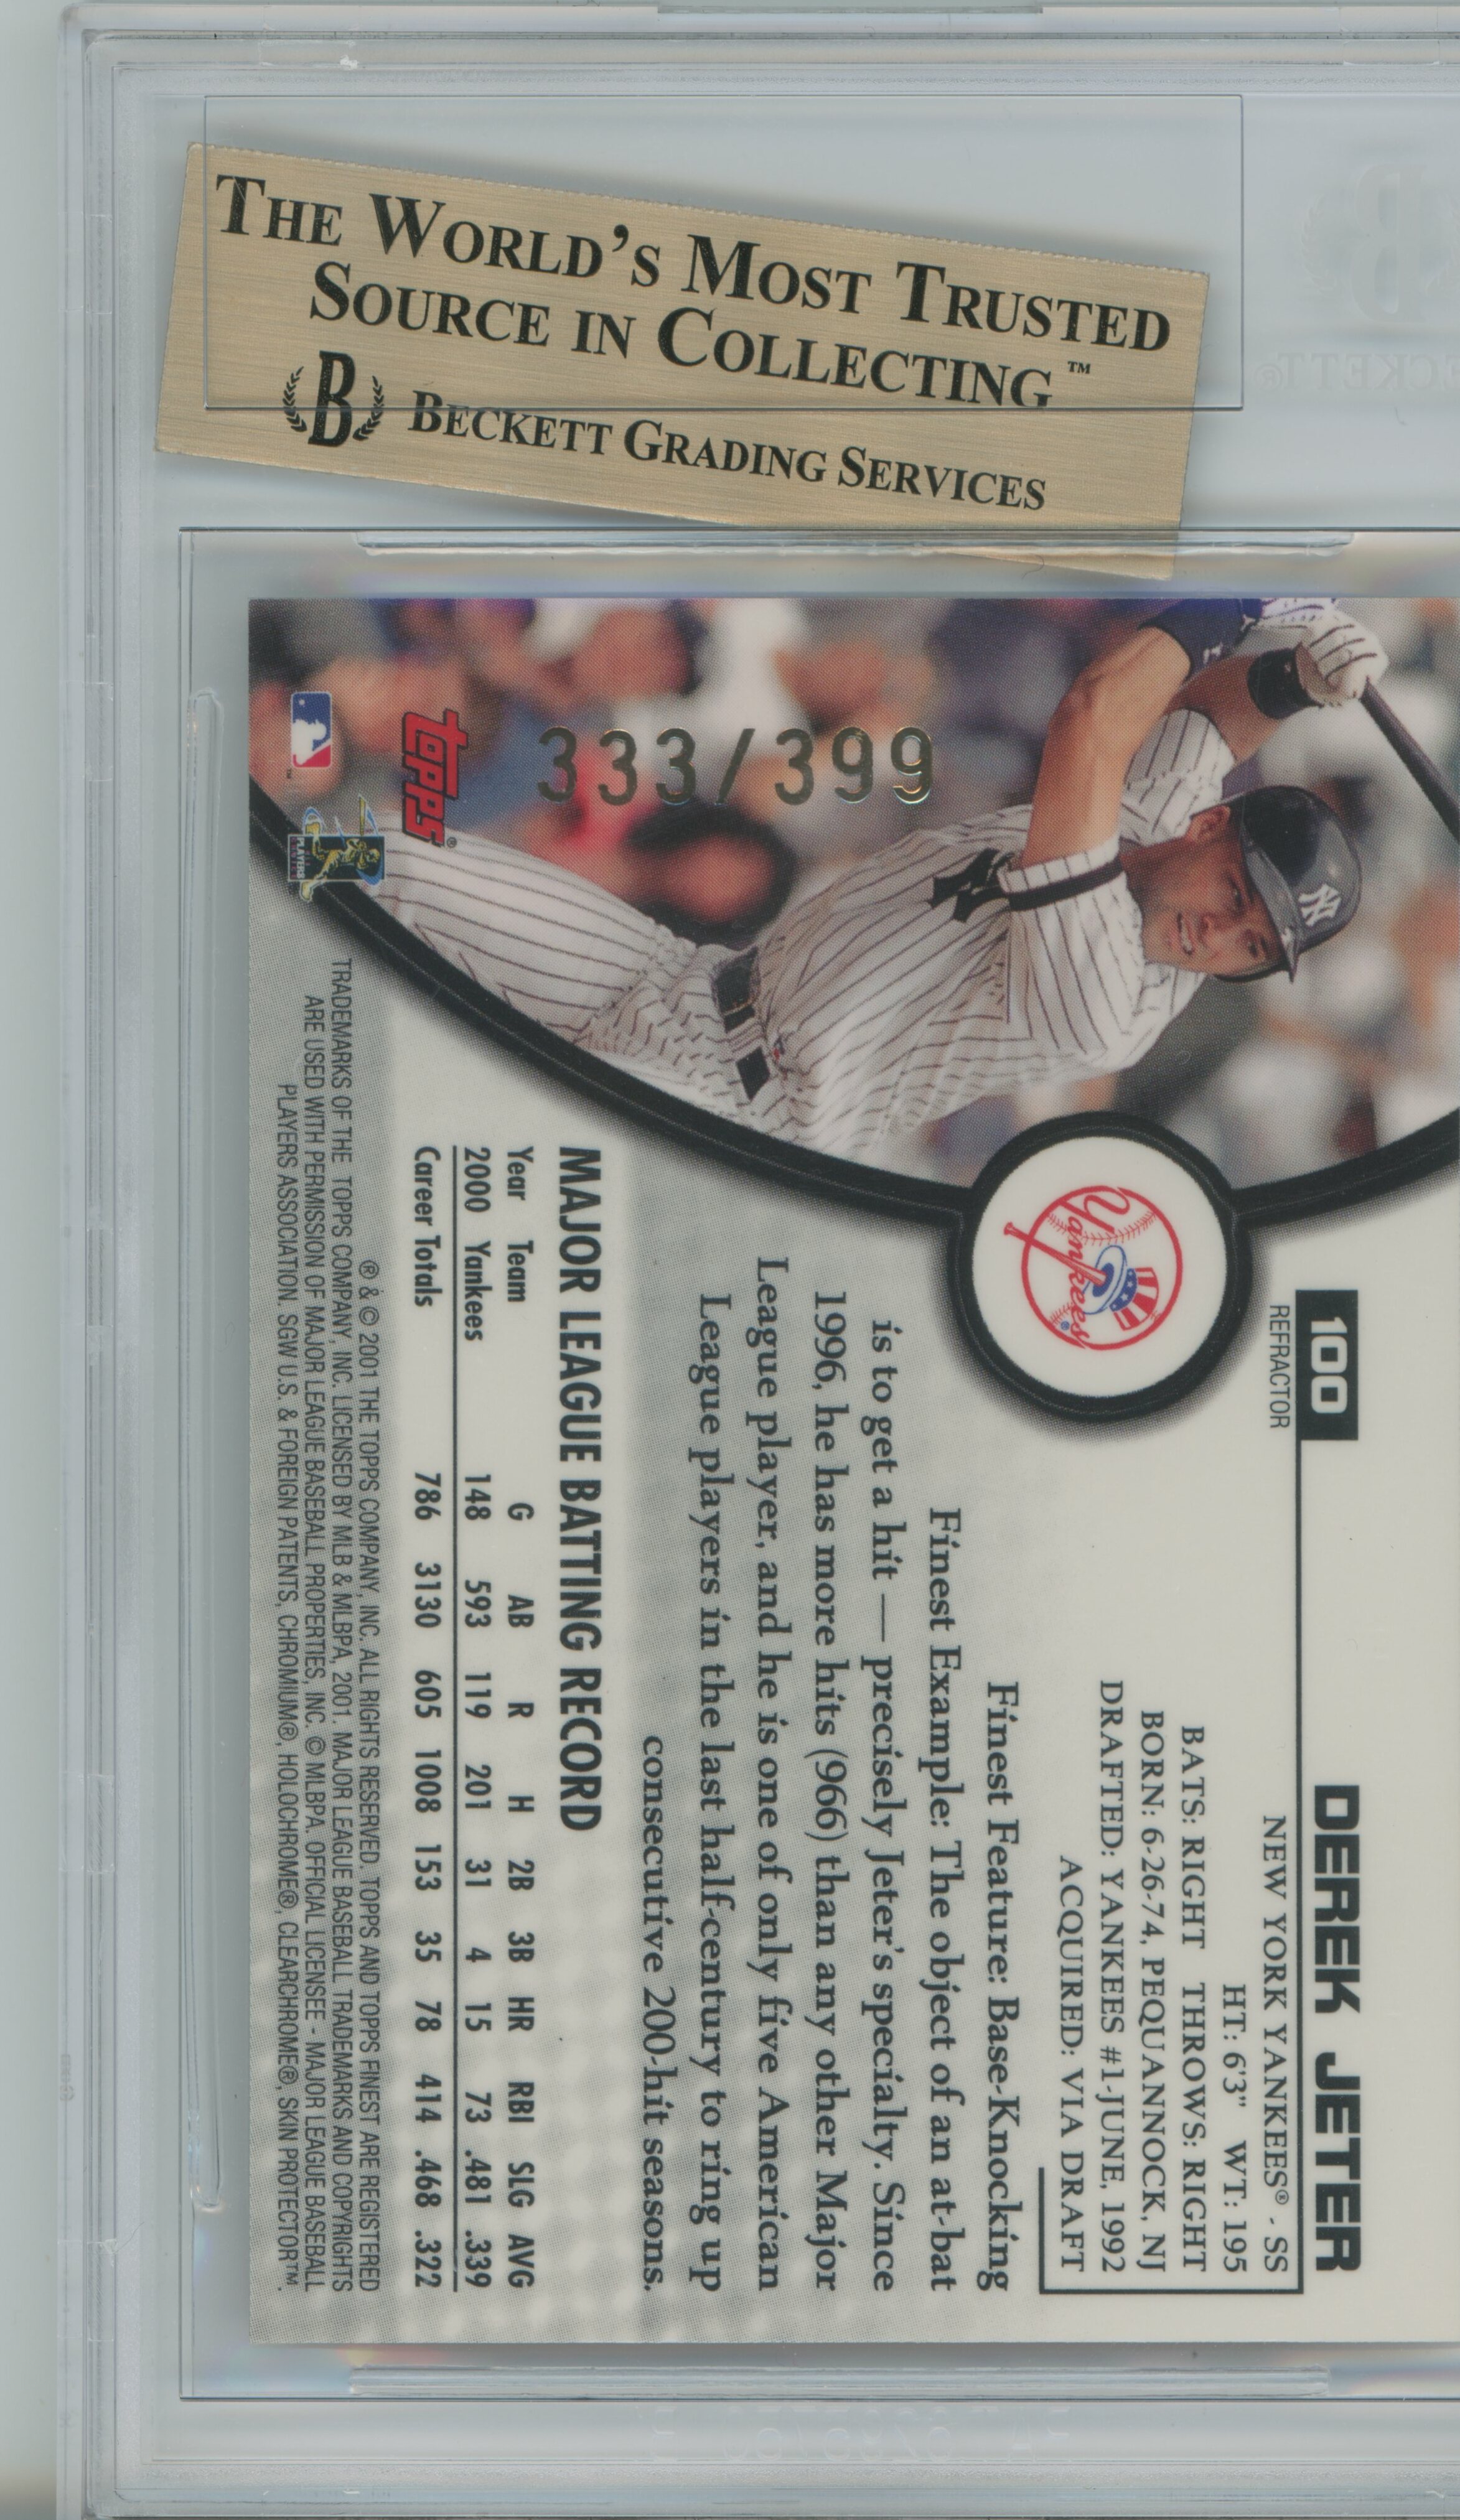 THE WORLD'S MOST TRUSTED
SOURCE IN COLLECTING™
B BECKETT GRADING SERVICES
333/399
TOPPS®
100
REFRACTOR
DEREK JETER
NEW YORK YANKEES® - SS
HT: 6'3" WT: 195
BATS: RIGHT THROWS: RIGHT
BORN: 6-26-74, PEQUANNOCK, NJ
DRAFTED: YANKEES #1-JUNE, 1992
ACQUIRED: VIA DRAFT
Yankees
Finest Feature: Base-Knocking
Finest Example: The object of an at-bat
is to get a hit — precisely Jeter's specialty. Since
1996, he has more hits (966) than any other Major
League player, and he is one of only five American
League players in the last half-century to ring up
consecutive 200-hit seasons.
MAJOR LEAGUE BATTING RECORD
Year Team G AB R H 2B 3B HR RBI SLG AVG
2000 Yankees 148 593 119 201 31 4 15 73 .481 .339
Career Totals 786 3130 605 1008 153 35 78 414 .468 .322
® & © 2001 THE TOPPS COMPANY, INC. ALL RIGHTS RESERVED. TOPPS AND TOPPS FINEST ARE REGISTERED
TRADEMARKS OF THE TOPPS COMPANY, INC. LICENSED BY MLB & MLBPA, 2001. MAJOR LEAGUE BASEBALL TRADEMARKS AND COPYRIGHTS
ARE USED WITH PERMISSION OF MAJOR LEAGUE BASEBALL PROPERTIES, INC. © MLBPA. OFFICIAL LICENSEE - MAJOR LEAGUE BASEBALL
PLAYERS ASSOCIATION. SGW U.S. & FOREIGN PATENTS, CHROMIUM®, HOLOCHROME®, CLEARCHROME®, SKIN PROTECTOR™.